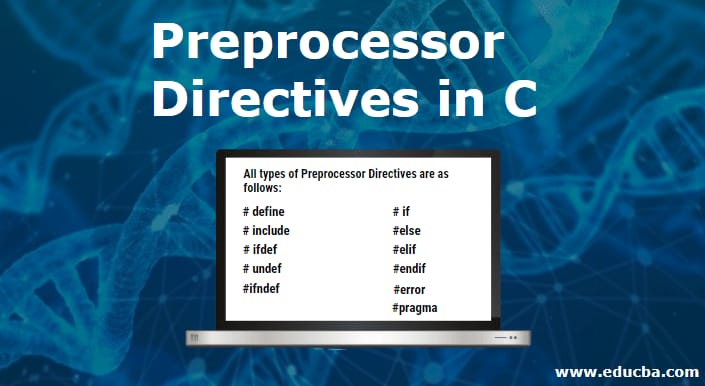 Preprocessor
Directives in C
All types of Preprocessor Directives are as
follows:
# define
# include
# ifdef
# undef
#ifndef
# if
#else
#elif
#endif
#error
#pragma
www.educba.com